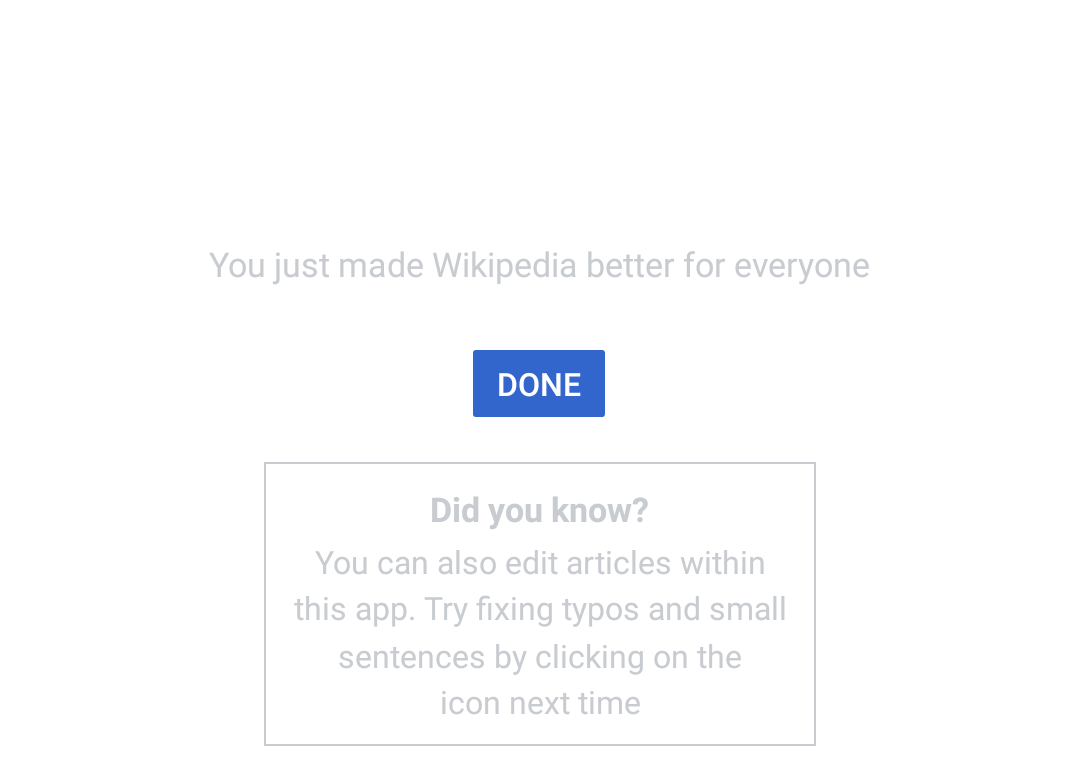 You just made Wikipedia better for everyone
DONE
Did you know?
You can also edit articles within
this app. Try fixing typos and small
sentences by clicking on the
icon next time